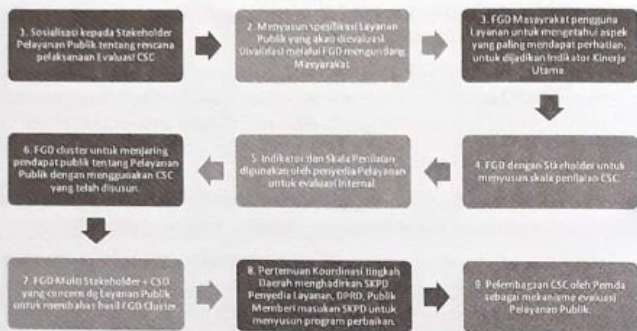 1. Sosialisasi kepada Stakeholder
Pelayanan Publik tentang rencana
pelaksanaan Evaluasi CSC
2. Menyusun spesifikasi Layanan
Publik yang akan dievaluasi.
Divalidasi melalui FGD mengundang
Masyarakat
3. FGD Masayrakat pengguna
Layanan untuk mengetahui aspek
yang paling mendapat perhatian,
untuk dijadikan Indikator Kinerja
Utama.
4. FGD dengan Stkeholder untuk
menyusun skala penilaian CSC.
5. Indikator dan Skala Penilaian
digunakan oleh penyedia Pelayanan
untuk evaluasi Internal.
6. FGD cluster untuk menjaring
pendapat publik tentang Pelayanan
Publik dengan menggunakan CSC
yang telah disusun.
7. FGD Multi Stakeholder + CSO
yang concern dg Layanan Publik
untuk membahas hasil FGD Cluster.
8. Pertemuan Koordinasi tingkah
Daerah menghadirkan SKPD
Penyedia Layanan, DPRD, Publik
Memberi masukan SKPD untuk
menyusun program perbaikan.
9. Pelembagaan CSC oleh Pemda
sebagai mekanisme evaluasi
Pelayanan Publik.